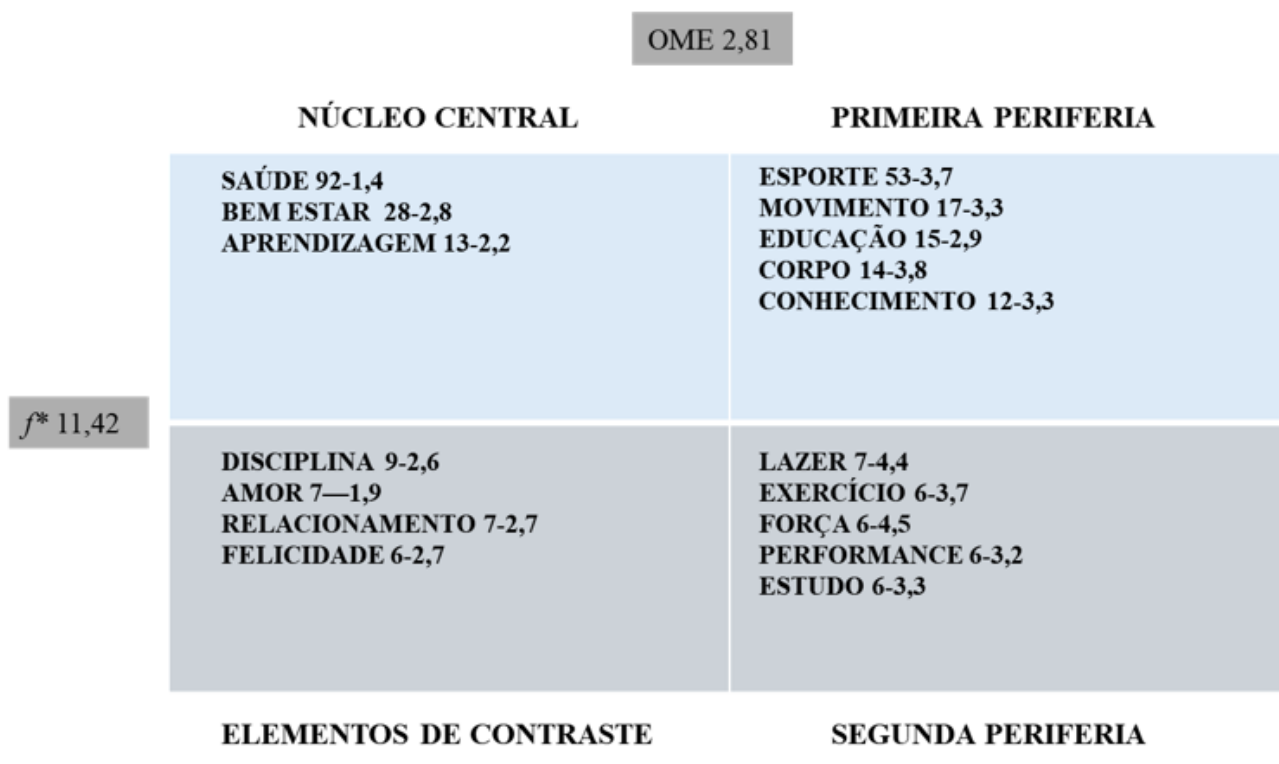 OME 2,81
NÚCLEO CENTRAL
PRIMEIRA PERIFERIA
SAÚDE 92-1,4
BEM ESTAR 28-2,8
APRENDIZAGEM 13-2,2
ESPORTE 53-3,7
MOVIMENTO 17-3,3
EDUCAÇÃO 15-2,9
CORPO 14-3,8
CONHECIMENTO 12-3,3
f* 11,42
DISCIPLINA 9-2,6
AMOR 7—1,9
RELACIONAMENTO 7-2,7
FELICIDADE 6-2,7
LAZER 7-4,4
EXERCÍCIO 6-3,7
FORÇA 6-4,5
PERFORMANCE 6-3,2
ESTUDO 6-3,3
ELEMENTOS DE CONTRASTE
SEGUNDA PERIFERIA